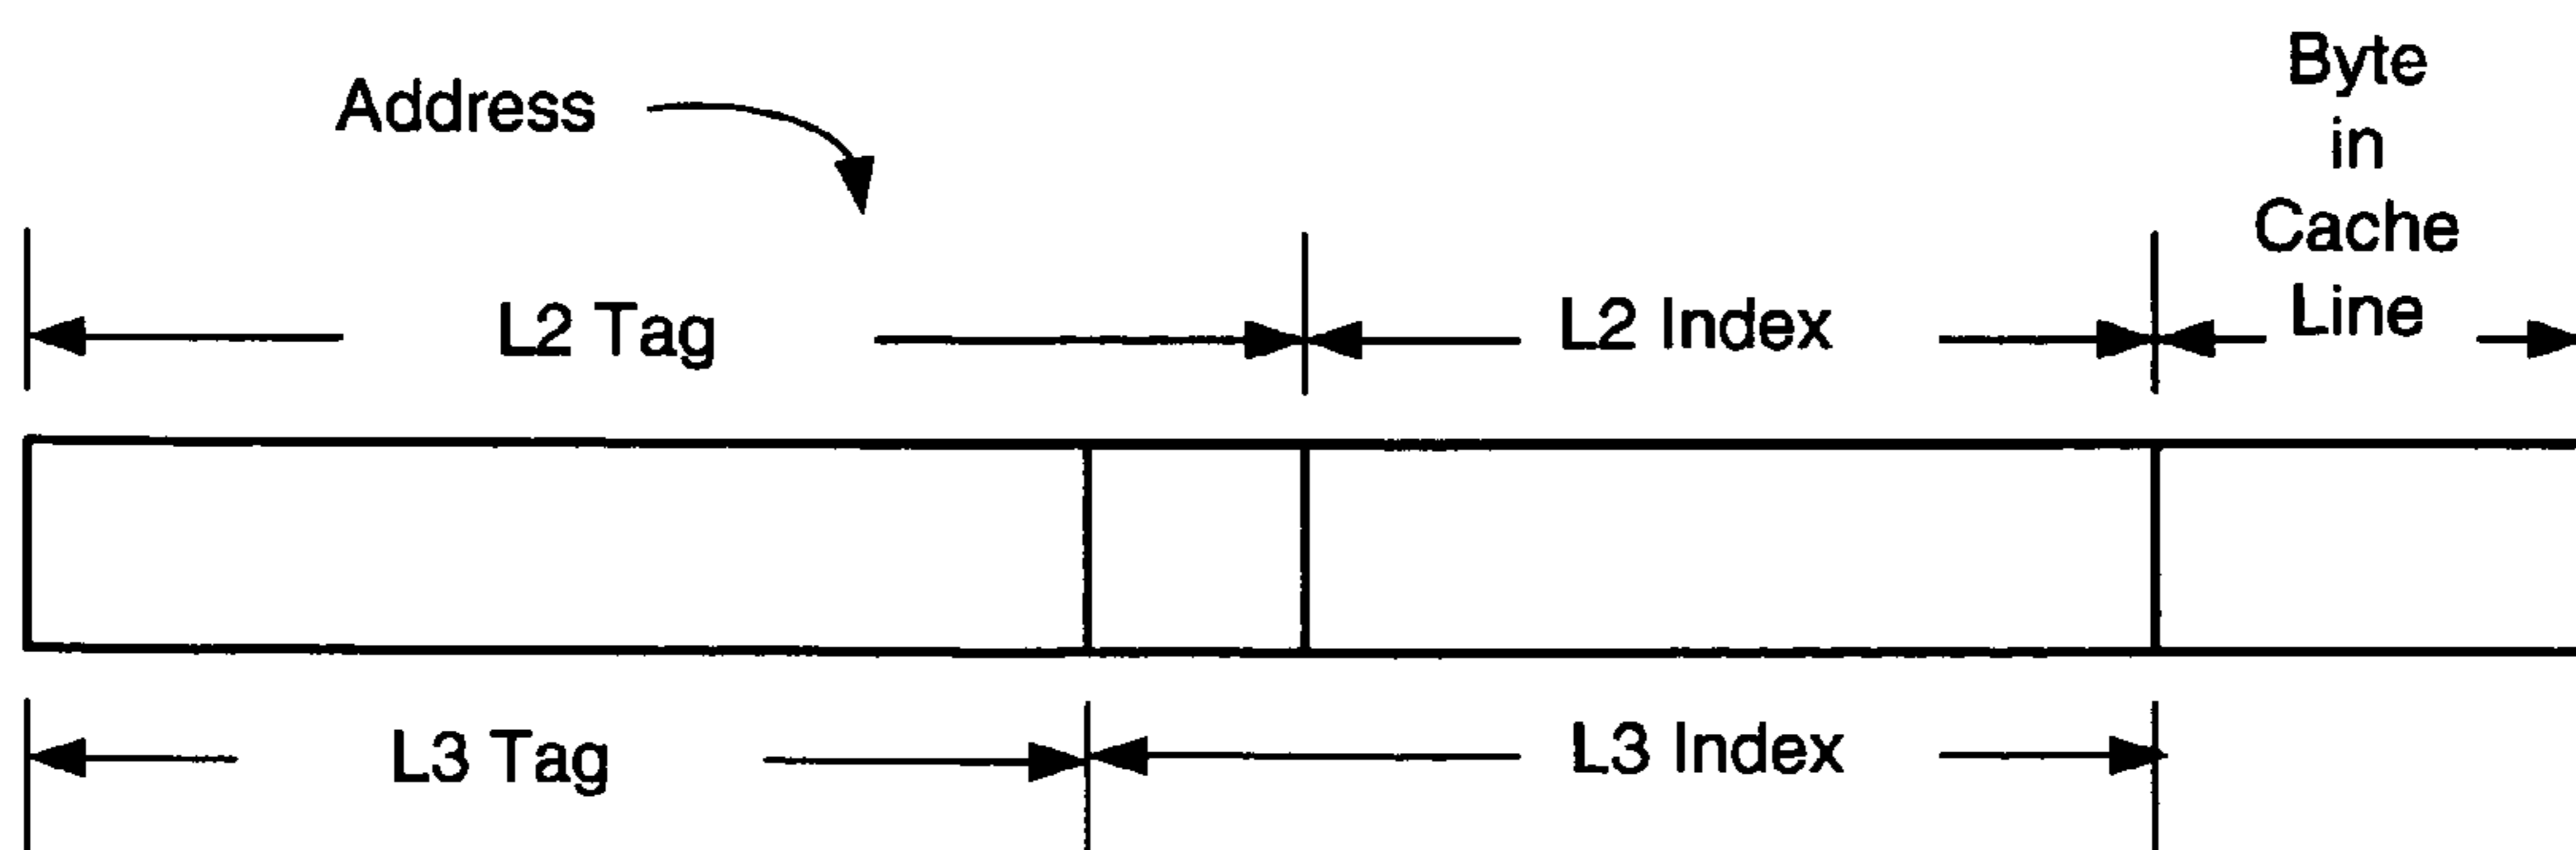 Address
Byte
in
Cache
Line
L2 Tag
L2 Index
L3 Tag
L3 Index